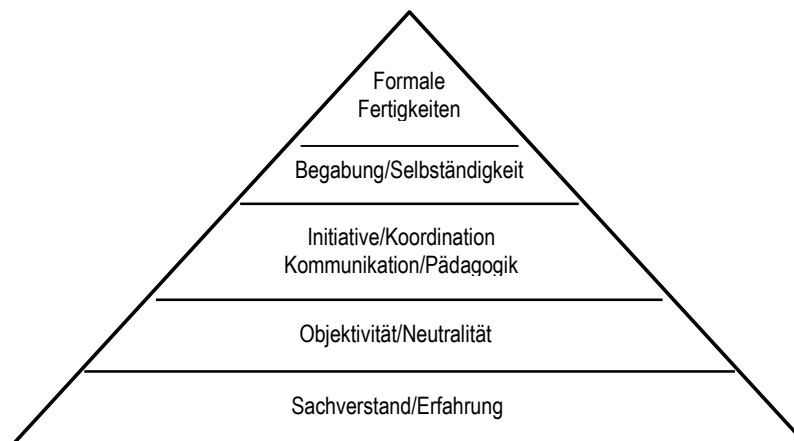 Formale
Fertigkeiten
Begabung/Selbständigkeit
Initiative/Koordination
Kommunikation/Pädagogik
Objektivität/Neutralität
Sachverstand/Erfahrung